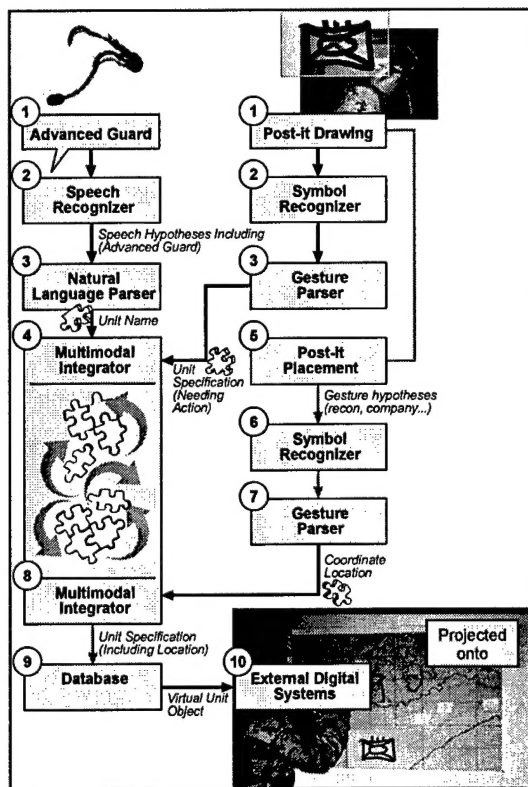 1
Advanced Guard
2
Speech
Recognizer
Speech Hypotheses Including
(Advanced Guard)
3
Natural
Language Parser
Unit Name
4
Multimodal
Integrator
1
Post-it Drawing
2
Symbol
Recognizer
3
Gesture
Parser
Unit
Specification
(Needing
Action)
5
Post-It
Placement
Gesture hypotheses
(recon, company...)
6
Symbol
Recognizer
7
Gesture
Parser
Coordinate
Location
8
Multimodal
Integrator
Unit Specification
(Including Location)
9
Database
Virtual Unit
Object
10
External Digital
Systems
Projected
onto